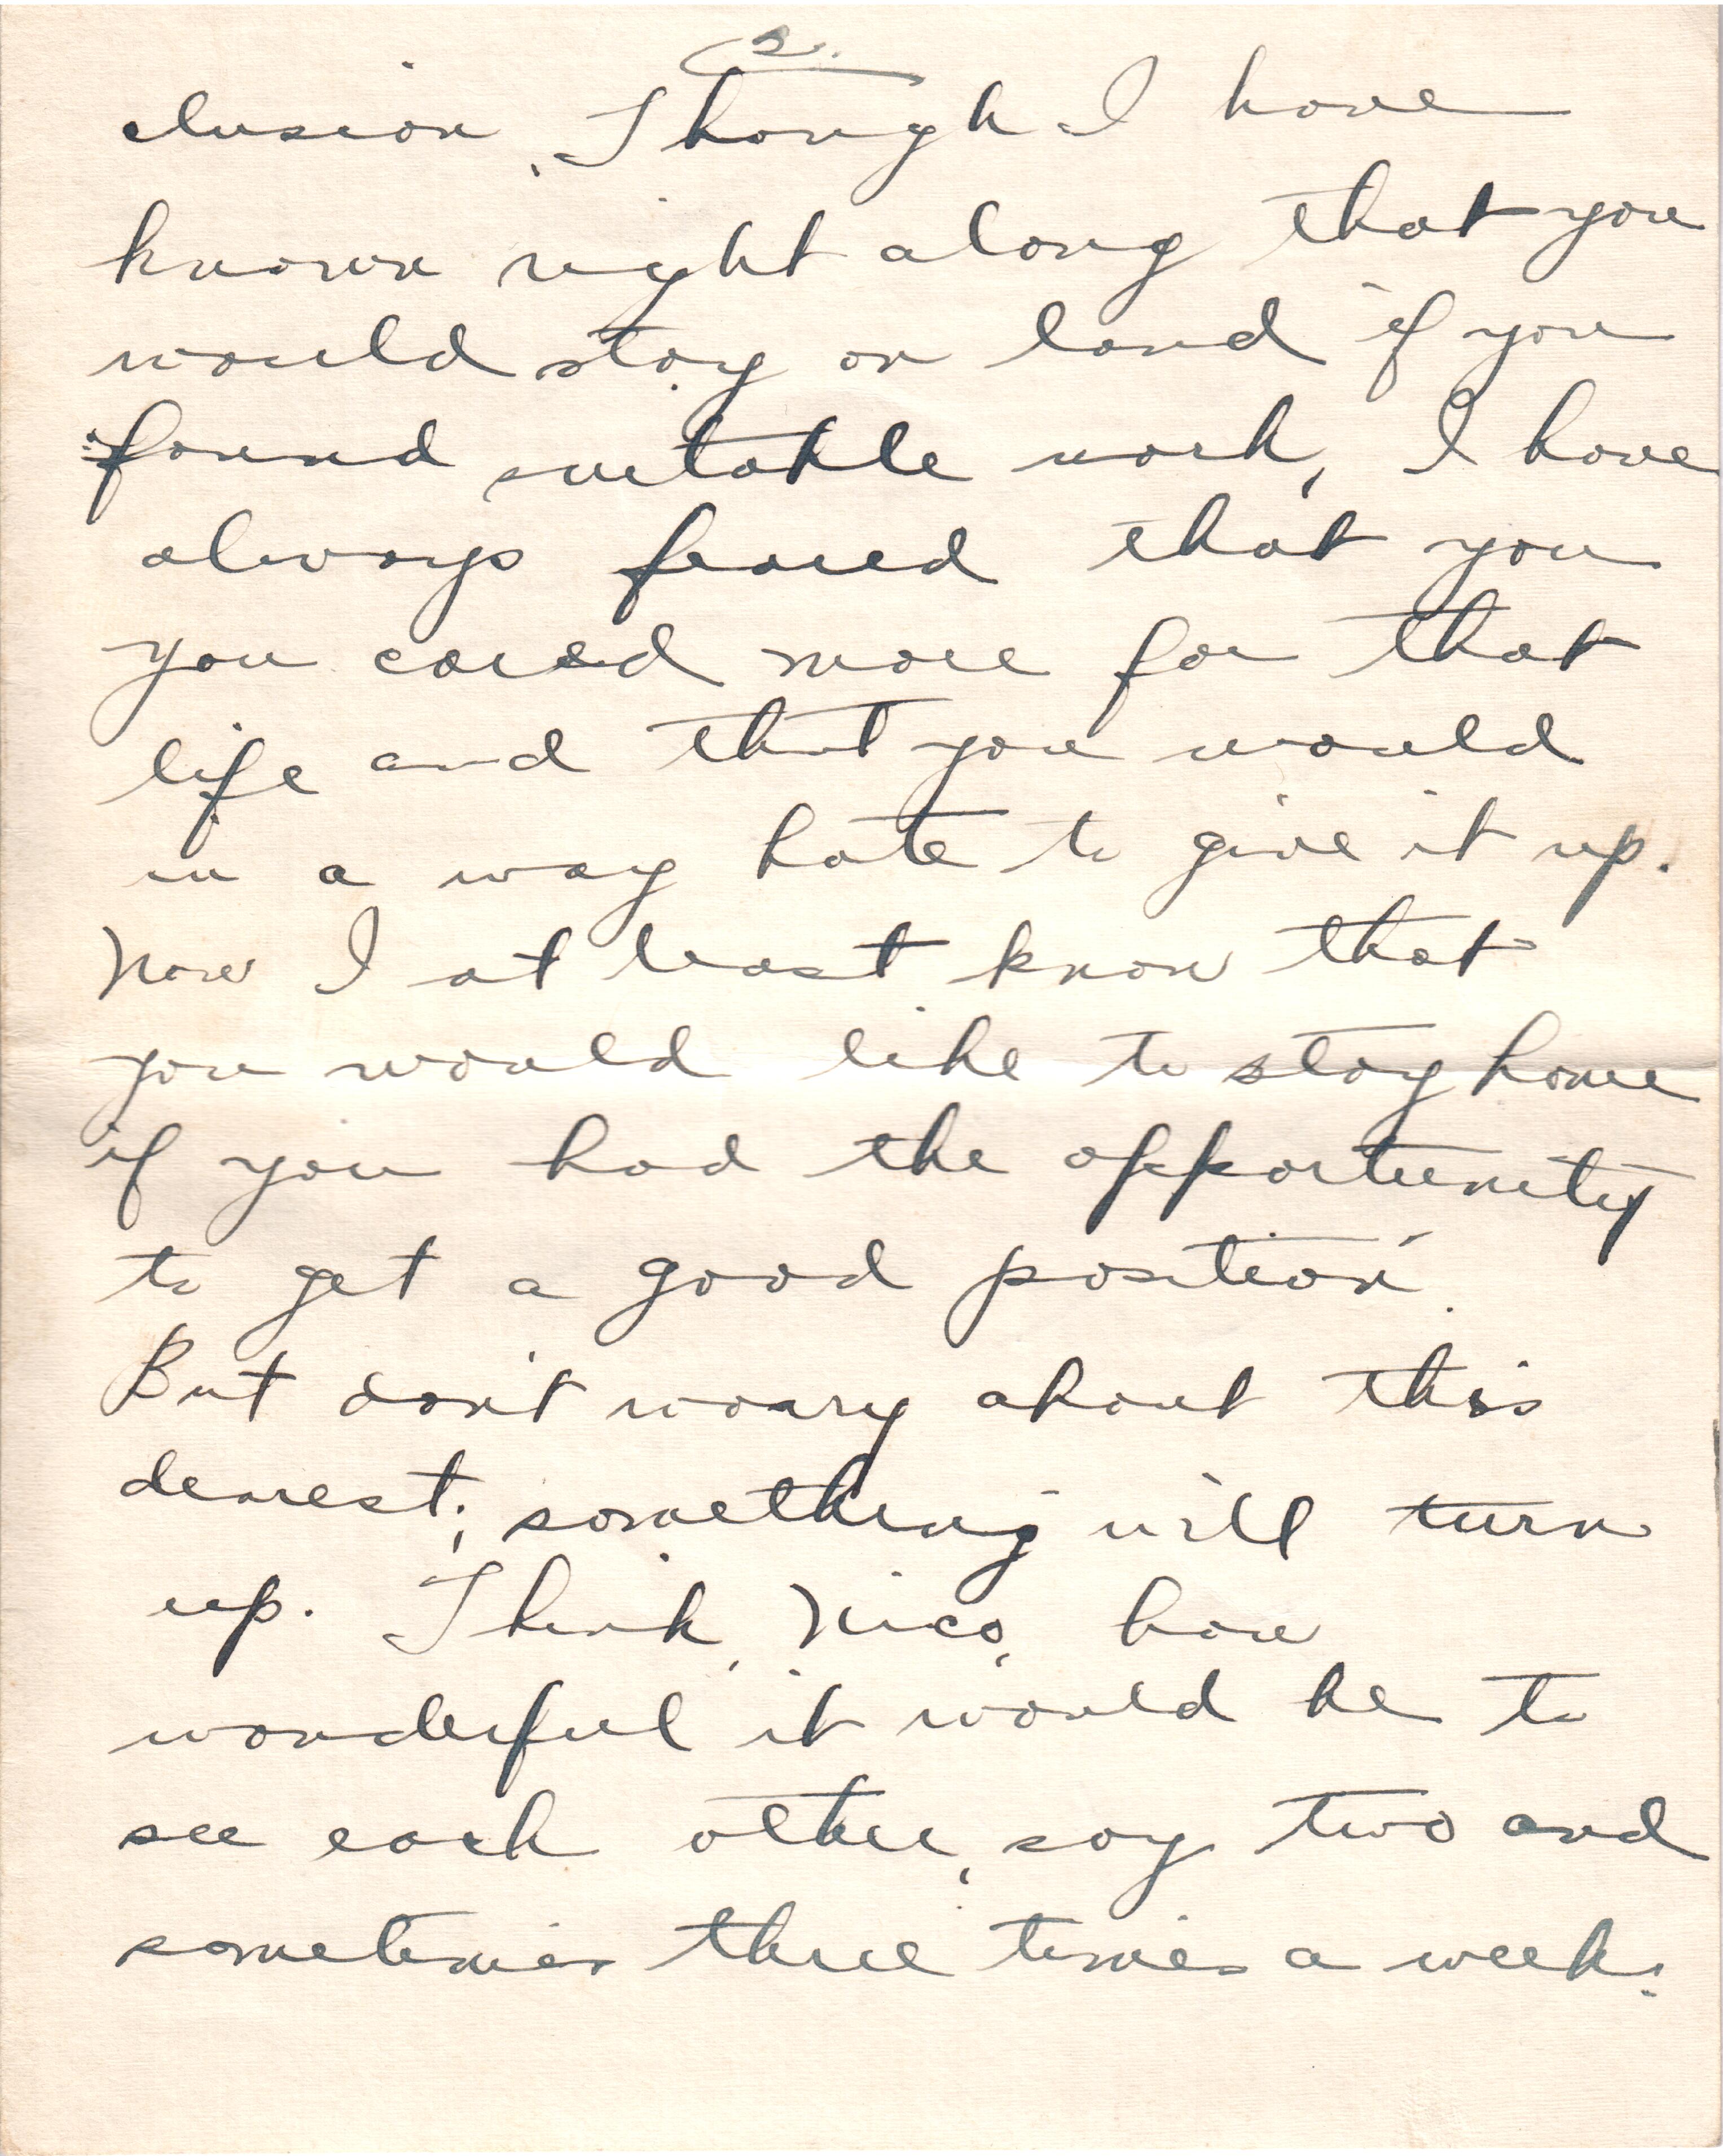 2.
clusion. Though I have
known right along that you
would stay on land if you
found suitable work, I have
always feared that you
you cared more for that
life and that you would
in a way hate to give it up.
Now I at least know that
you would like to stay home
if you had the opportunity
to get a good position.
But don't worry about this
dearest; something will turn
up. Think, Nico, how
wonderful it would be to
see each other, say two and
sometimes three times a week.